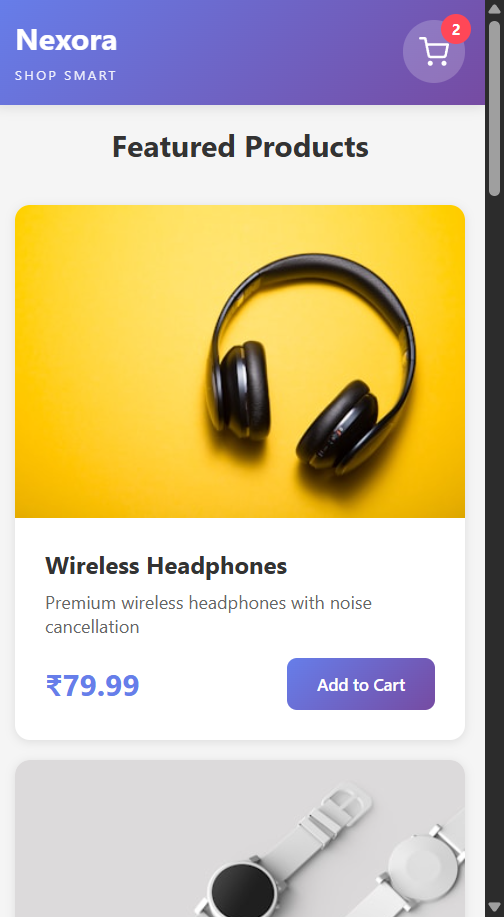 Nexora
2
SHOP SMART
Featured Products
Wireless Headphones
Premium wireless headphones with noise
cancellation
₹79.99
Add to Cart